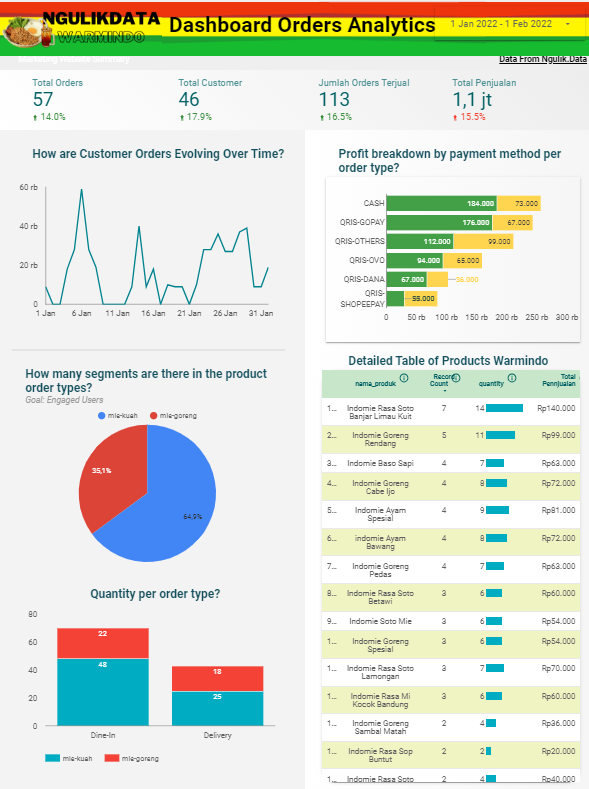 NGULIKDATA
WARMINDO
Dashboard Orders Analytics
1 Jan 2022 - 1 Feb 2022
Marketing Website Summary
Data From Ngulik.Data
Total Orders
57
14.0%
Total Customer
46
17.9%
Jumlah Orders Terjual
113
16.5%
Total Penjualan
1,1 jt
15.5%
How are Customer Orders Evolving Over Time?
60 rb
40 rb
20 rb
0
1 Jan 6 Jan 11 Jan 16 Jan 21 Jan 26 Jan 31 Jan
Profit breakdown by payment method per
order type?
CASH 184.000 73.000
QRIS-GOPAY 176.000 67.000
QRIS-OTHERS 112.000 99.000
QRIS-OVO 94.000 65.000
QRIS-DANA 67.000 36.000
QRIS-
SHOPEEPAY 55.000
0 50 rb 100 rb 150 rb 200 rb 250 rb 300 rb
How many segments are there in the product
order types?
Goal: Engaged Users
mie-kuah mie-goreng
35,1%
64,9%
Quantity per order type?
80
60
40
20
0
22
48
18
25
Dine-In Delivery
mie-kuah mie-goreng
Detailed Table of Products Warmindo
nama_produk Record Count quantity Total Pennjualan
1... Indomie Rasa Soto Banjar Limau Kuit 7 14 Rp140.000
2... Indomie Goreng Rendang 5 11 Rp99.000
3... Indomie Baso Sapi 4 7 Rp63.000
4... Indomie Goreng Cabe Ijo 4 8 Rp72.000
5... Indomie Ayam Spesial 4 9 Rp81.000
6... indomie Ayam Bawang 4 8 Rp72.000
7... Indomie Goreng Pedas 4 7 Rp63.000
8... Indomie Rasa Soto Betawi 3 6 Rp60.000
9... Indomie Soto Mie 3 6 Rp54.000
1... Indomie Goreng Spesial 3 6 Rp54.000
1... Indomie Rasa Soto Lamongan 3 7 Rp70.000
1... Indomie Rasa Mi Kocok Bandung 3 6 Rp60.000
1... Indomie Goreng Sambal Matah 2 4 Rp36.000
1... Indomie Rasa Sop Buntut 2 2 Rp20.000
1... Indomie Rasa Soto 2 4 Rp40.000